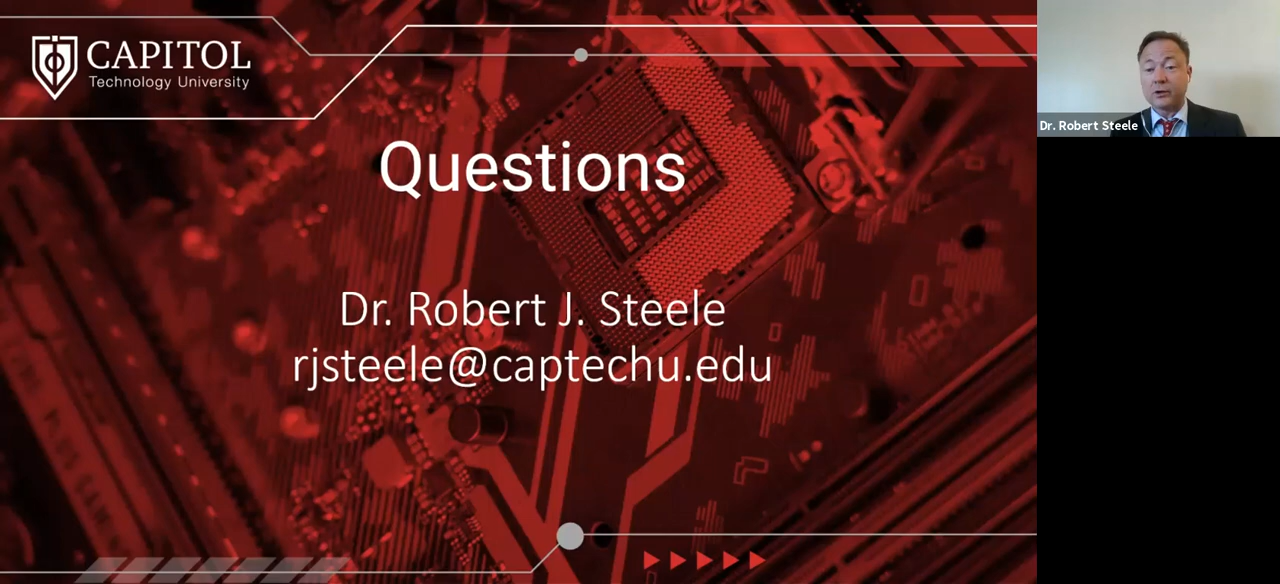 CAPITOL
Technology University
Dr. Robert Steele
Questions
Dr. Robert J. Steele
rjsteele@captechu.edu